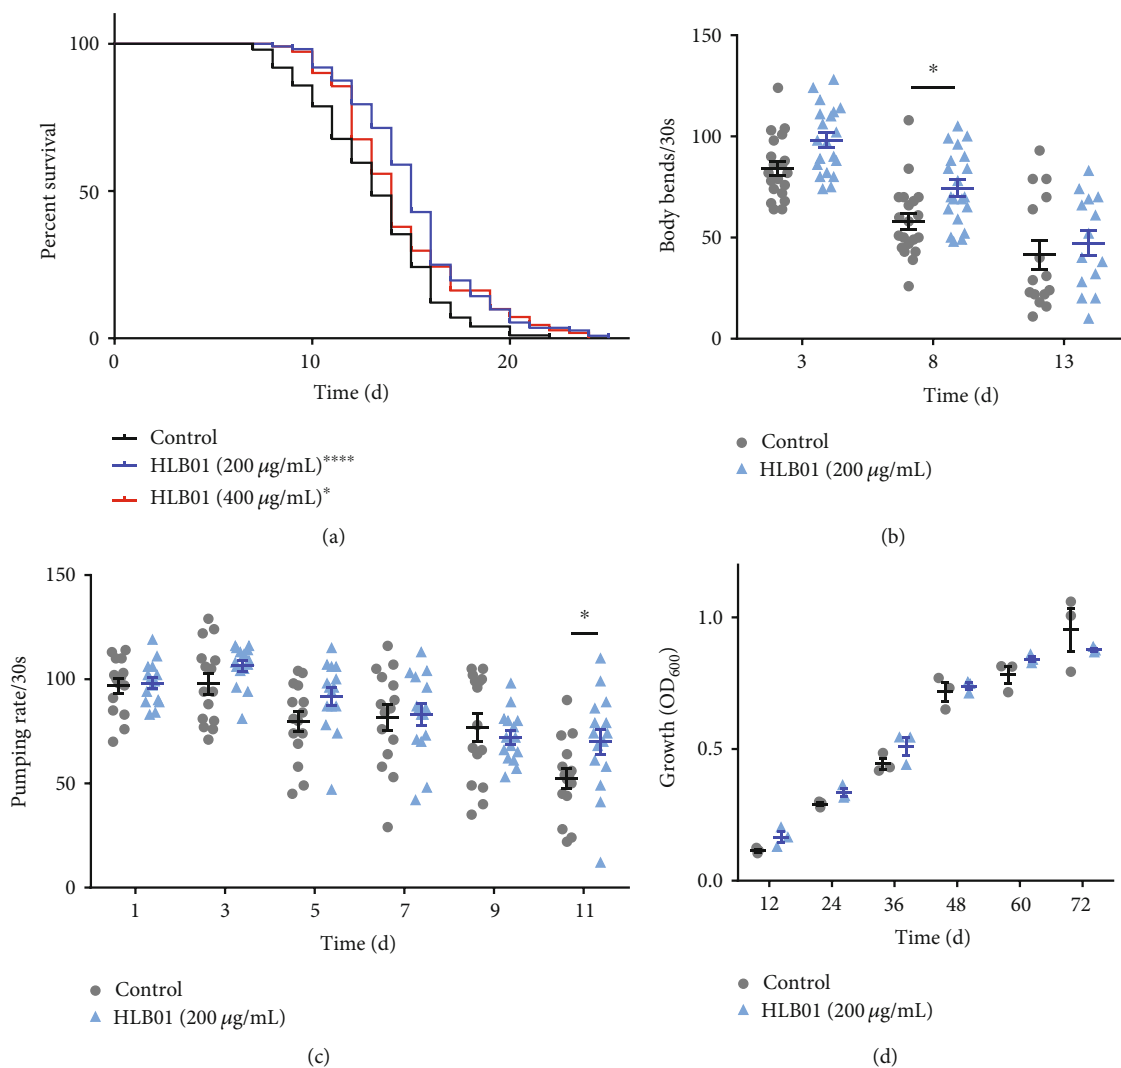 100
50
0
Percent survival
0
10
20
Time (d)
Control
HLB01 (200 μg/mL)****
HLB01 (400 μg/mL)*
(a)
150
100
50
0
Body bends/30s
*
3
8
13
Time (d)
Control
HLB01 (200 μg/mL)
(b)
150
100
50
0
Pumping rate/30s
*
1
3
5
7
9
11
Time (d)
Control
HLB01 (200 μg/mL)
(c)
1.0
0.5
0.0
Growth (OD₆₀₀)
12
24
36
48
60
72
Time (d)
Control
HLB01 (200 μg/mL)
(d)